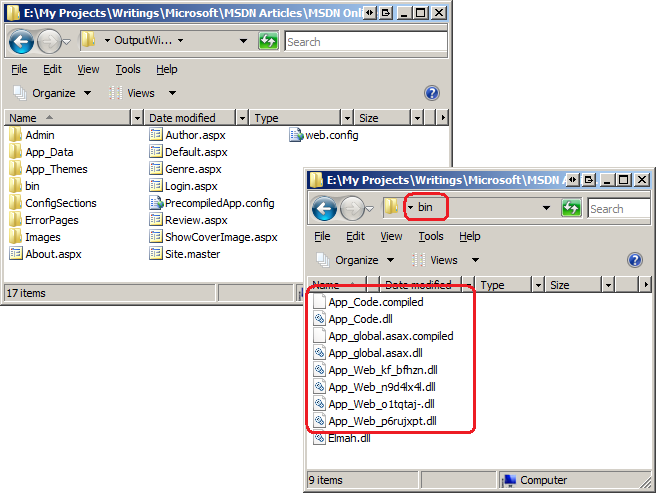 E:\My Projects\Writings\Microsoft\MSDN Articles\MSDN Onli
OutputWi... Search
File Edit View Tools Help
Organize Views
Name Date modified Type Size
Admin Author.aspx web.config
App_Data Default.aspx
App_Themes Genre.aspx
bin Login.aspx
ConfigSections PrecompiledApp.config
ErrorPages Review.aspx
Images ShowCoverImage.aspx
About.aspx Site.master
17 items
E:\My Projects\Writings\Microsoft\MSDN A
bin Search
File Edit View Tools Help
Organize Views
Name Date modified Type Size
App_Code.compiled
App_Code.dll
App_global.asax.compiled
App_global.asax.dll
App_Web_kf_bfhzn.dll
App_Web_n9d4lx4l.dll
App_Web_o1tqtaj-.dll
App_Web_p6rujxpt.dll
Elmah.dll
9 items Computer